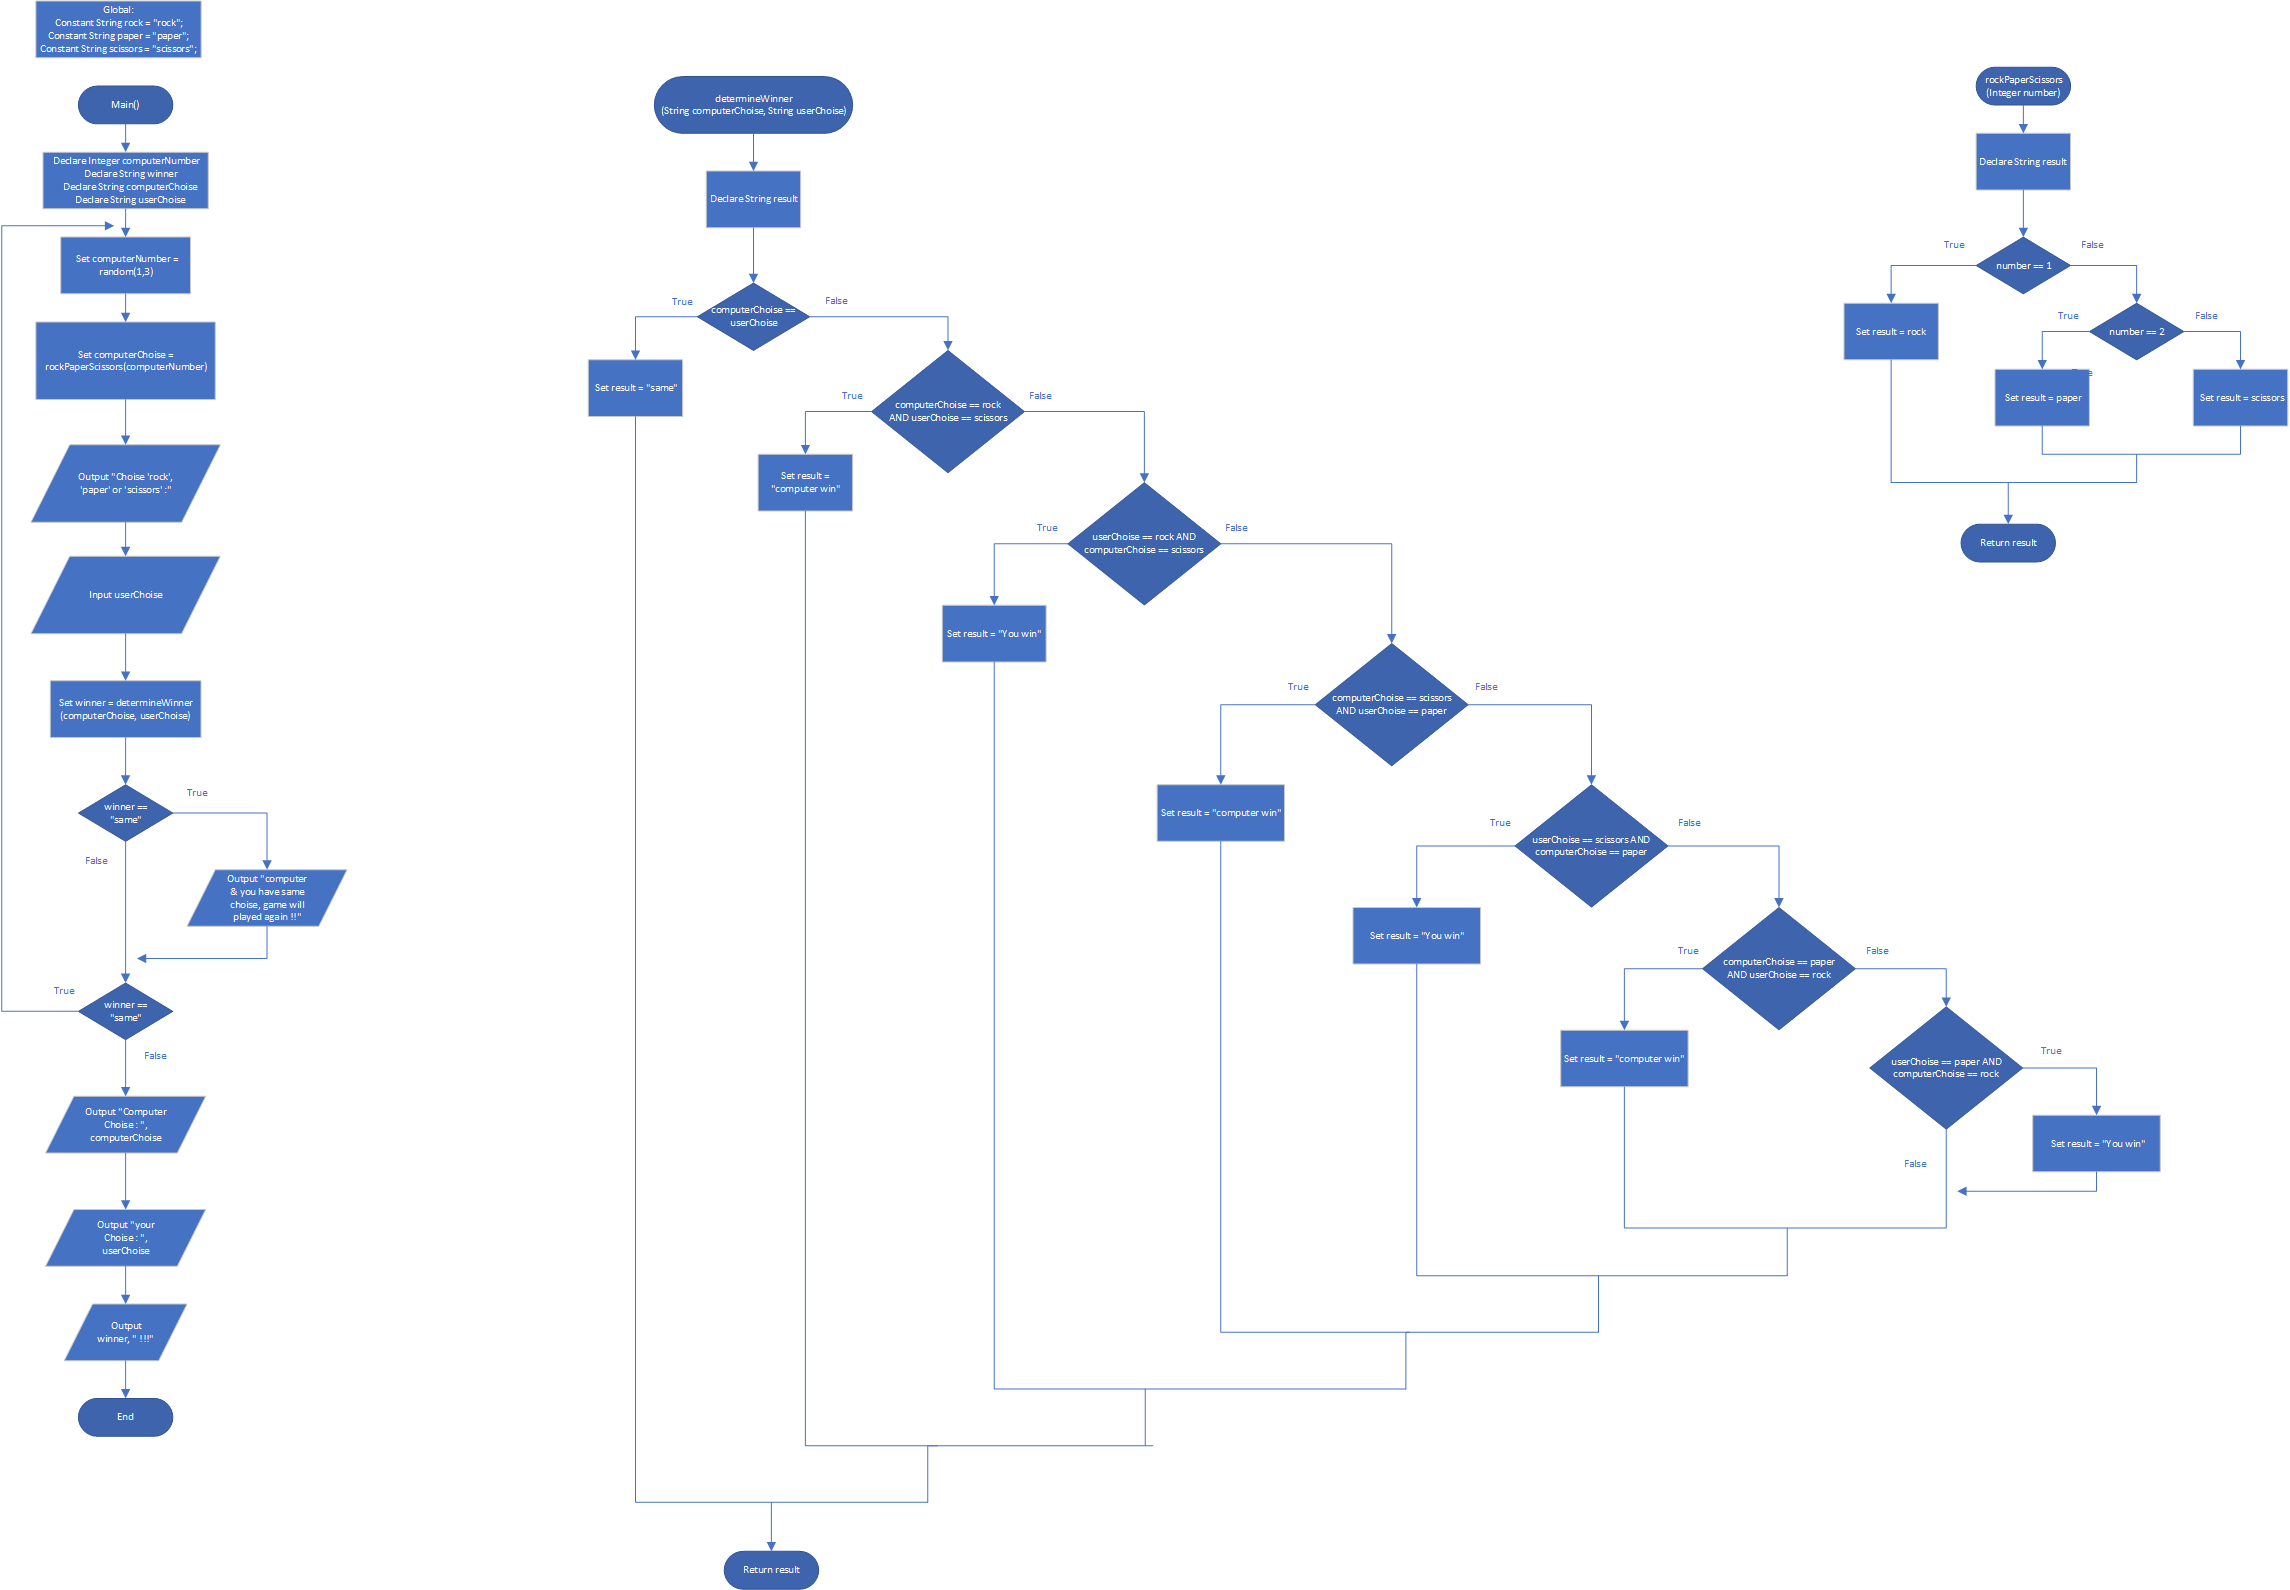 Global:
Constant String rock = "rock";
Constant String paper = "paper";
Constant String scissors = "scissors";
Main()
Declare Integer computerNumber
Declare String winner
Declare String computerChoise
Declare String userChoise
Set computerNumber =
random(1,3)
Set computerChoise =
rockPaperScissors(computerNumber)
Output "Choise 'rock',
'paper' or 'scissors' :"
Input userChoise
Set winner = determineWinner
(computerChoise, userChoise)
winner ==
"same"
True
False
Output "computer
& you have same
choise, game will
played again !!"
winner ==
"same"
True
False
Output "Computer
Choise : ",
computerChoise
Output "your
Choise : ",
userChoise
Output
winner, " !!!"
End
determineWinner
(String computerChoise, String userChoise)
Declare String result
computerChoise ==
userChoise
True
False
Set result = "same"
computerChoise == rock
AND userChoise == scissors
True
False
Set result =
"computer win"
userChoise == rock AND
computerChoise == scissors
True
False
Set result = "You win"
computerChoise == scissors
AND userChoise == paper
True
False
Set result = "computer win"
userChoise == scissors AND
computerChoise == paper
True
False
Set result = "You win"
computerChoise == paper
AND userChoise == rock
True
False
Set result = "computer win"
userChoise == paper AND
computerChoise == rock
True
False
Set result = "You win"
Return result
rockPaperScissors
(Integer number)
Declare String result
number == 1
True
False
Set result = rock
number == 2
True
False
Set result = paper
Set result = scissors
Return result